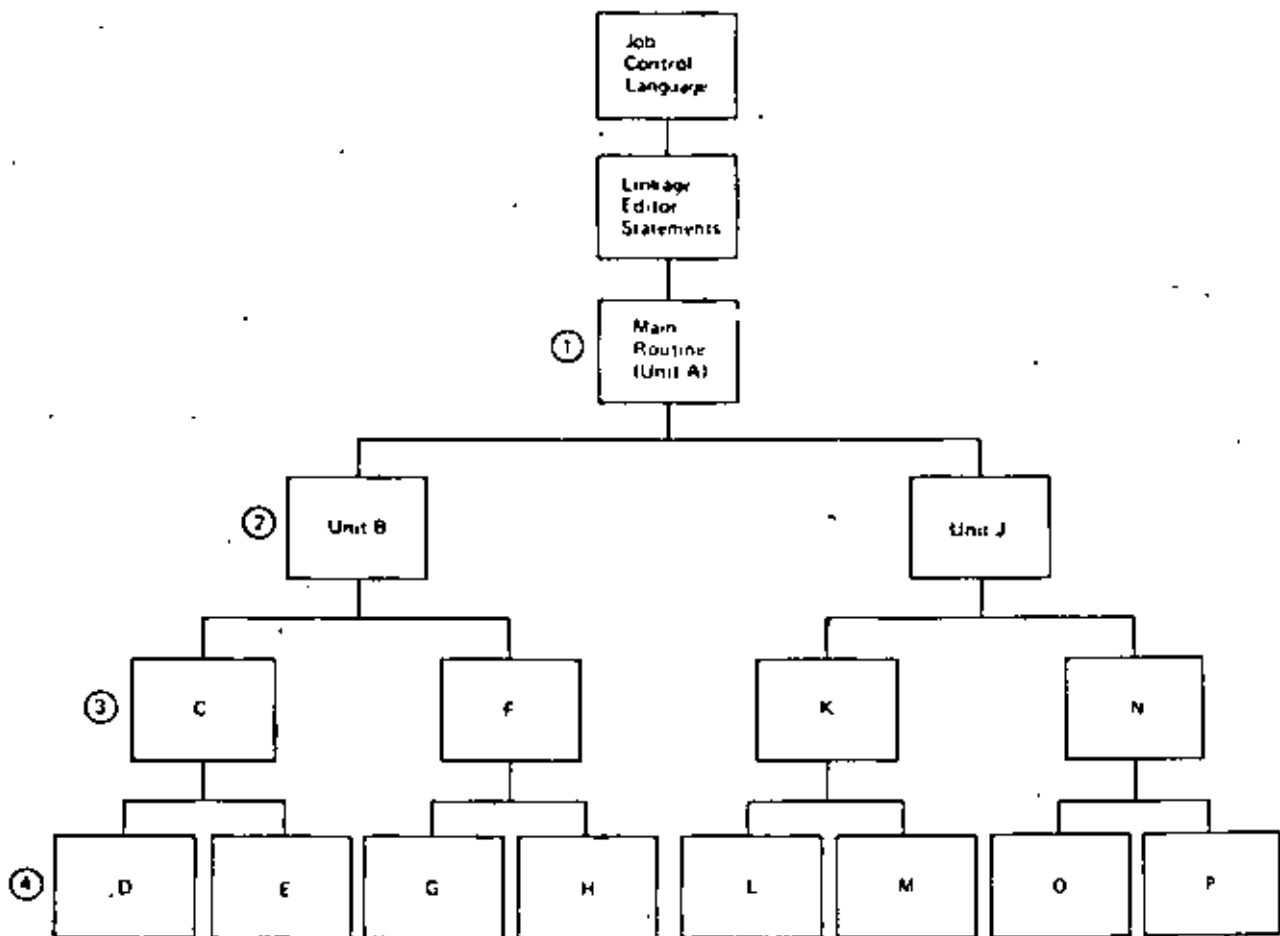 Job
Control
Language
Linkage
Editor
Statements
① Main
Routine
(Unit A)
② Unit B
Unit J
③ C
F
K
N
④ D
E
G
H
L
M
O
P